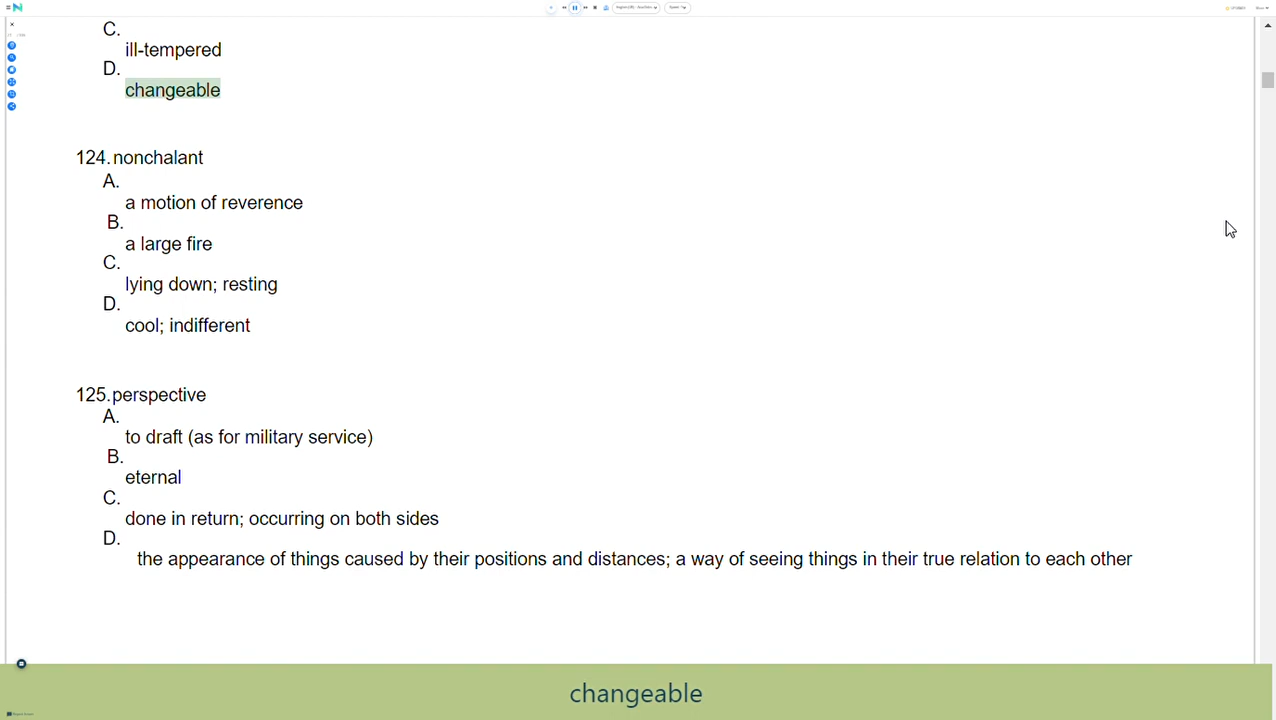 C.
ill-tempered
D.
changeable
124. nonchalant
A.
a motion of reverence
B.
a large fire
C.
lying down; resting
D.
cool; indifferent
125. perspective
A.
to draft (as for military service)
B.
eternal
C.
done in return; occurring on both sides
D.
the appearance of things caused by their positions and distances; a way of seeing things in their true relation to each other
changeable